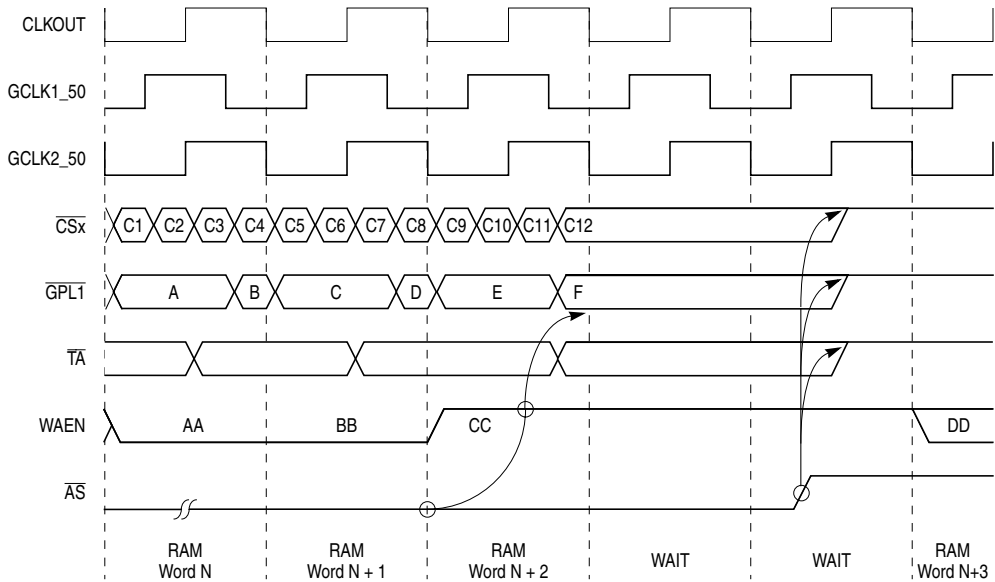 CLKOUT
GCLK1_50
GCLK2_50
CSx
C1 C2 C3 C4 C5 C6 C7 C8 C9 C10 C11 C12
GPL1
A B C D E F
TA
WAEN
AA BB CC DD
AS
RAM
Word N
RAM
Word N + 1
RAM
Word N + 2
WAIT
WAIT
RAM
Word N+3